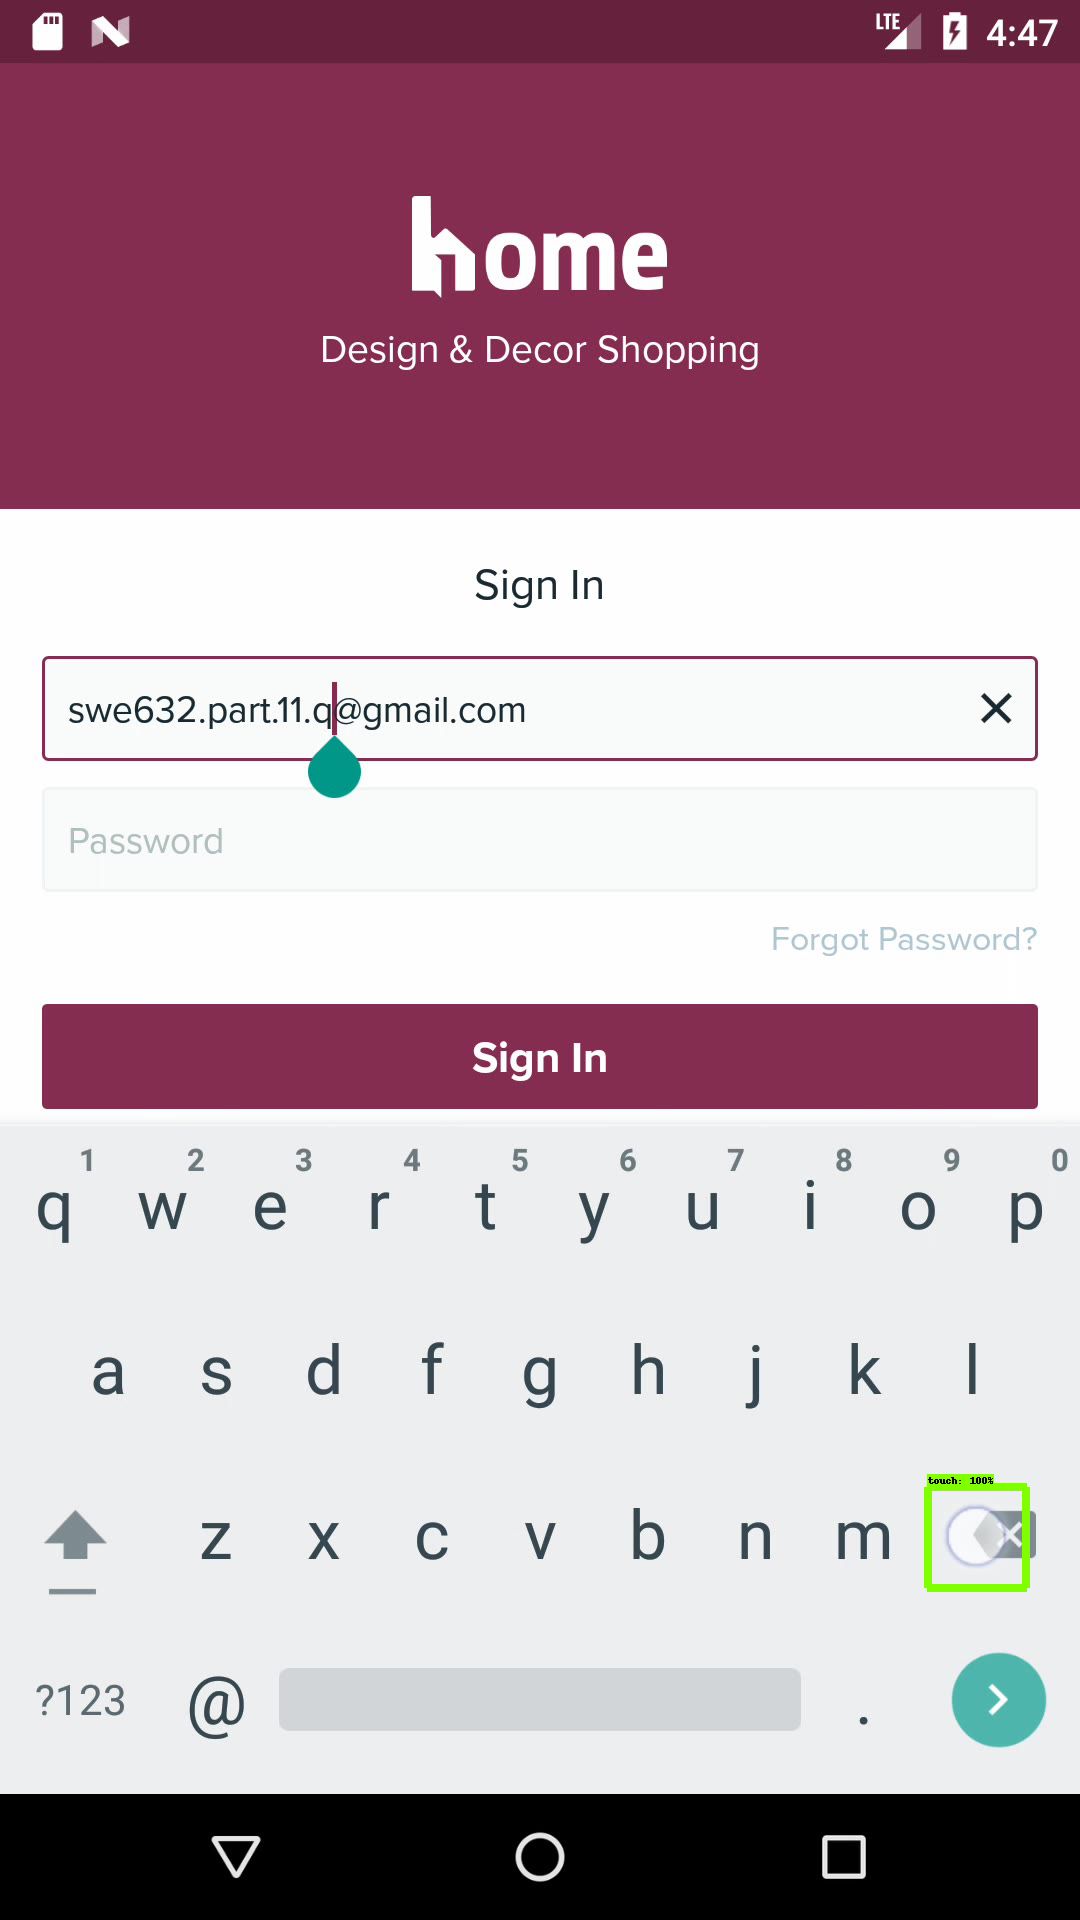 LTE 4:47
home
Design & Decor Shopping
Sign In
swe632.part.11.q@gmail.com
Password
Forgot Password?
Sign In
1 2 3 4 5 6 7 8 9 0
q w e r t y u i o p
a s d f g h j k l
touch: 100%
z x c v b n m
?123 @ .